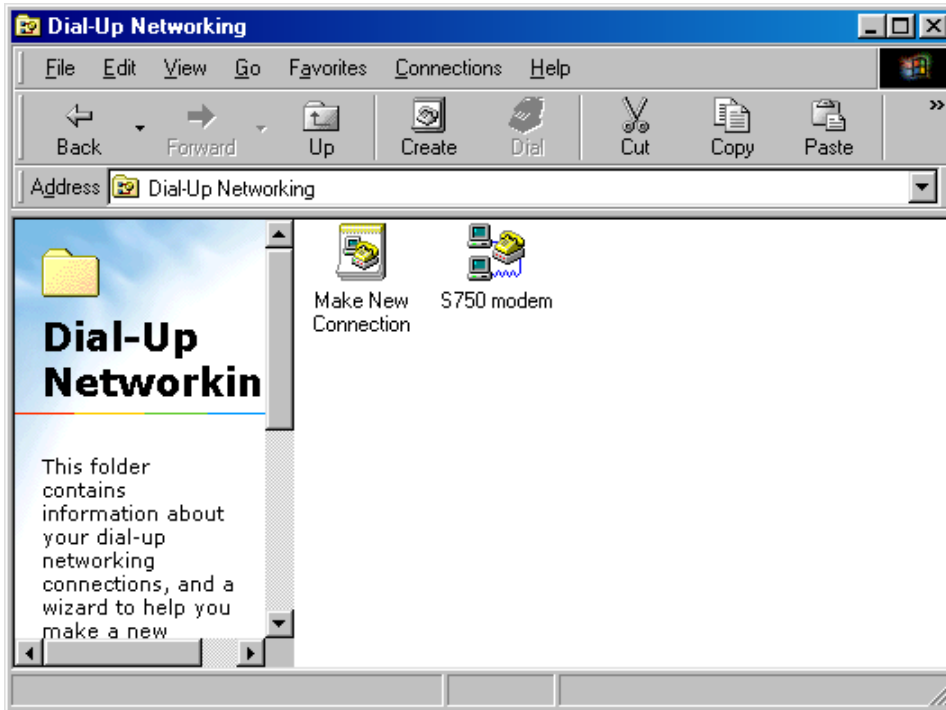 Dial-Up Networking
File Edit View Go Favorites Connections Help
Back Forward Up Create Dial Cut Copy Paste »
Address Dial-Up Networking
Dial-Up
Networkin
This folder
contains
information about
your dial-up
networking
connections, and a
wizard to help you
make a new
Make New
Connection
S750 modem